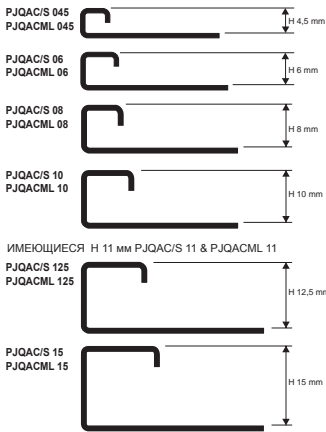 PJQAC/S 045
PJQACML 045
H 4,5 mm
PJQAC/S 06
PJQACML 06
H 6 mm
PJQAC/S 08
PJQACML 08
H 8 mm
PJQAC/S 10
PJQACML 10
H 10 mm
ИМЕЮЩИЕСЯ H 11 мм PJQAC/S 11 & PJQACML 11
PJQAC/S 125
PJQACML 125
H 12,5 mm
PJQAC/S 15
PJQACML 15
H 15 mm